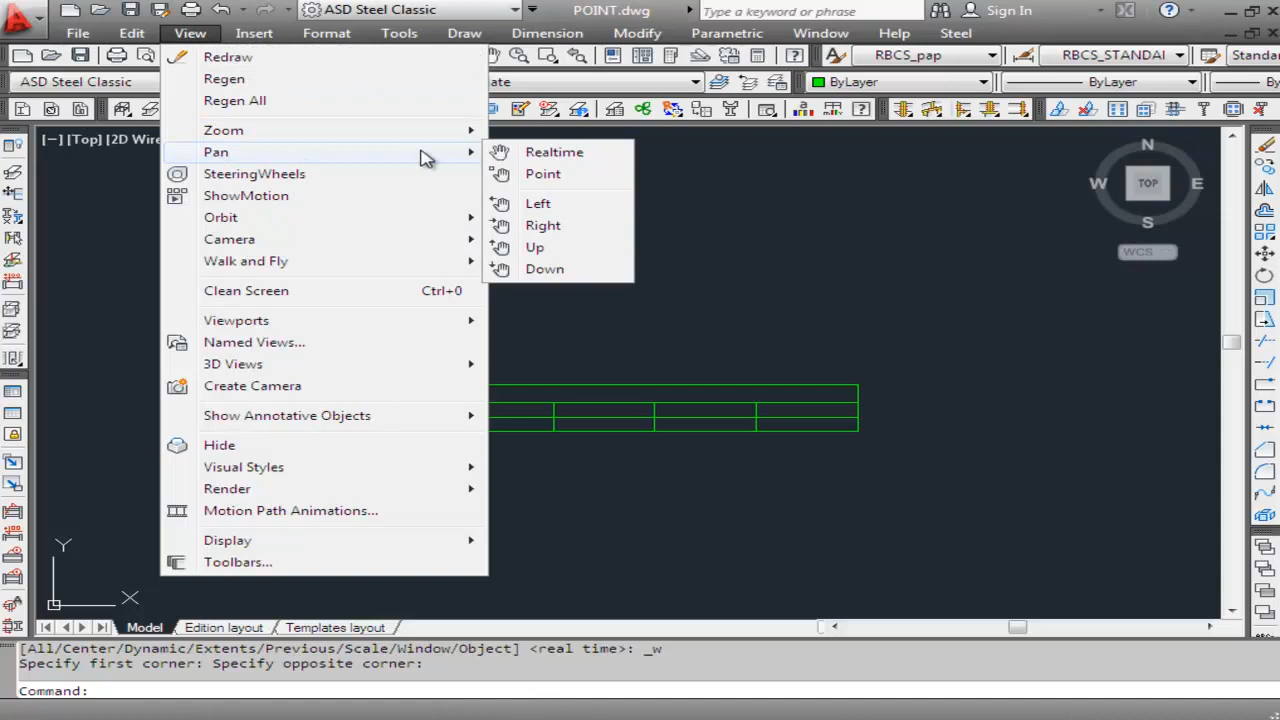 ASD Steel Classic
POINT.dwg
Type a keyword or phrase
Sign In
File Edit View Insert Format Tools Draw Dimension Modify Parametric Window Help Steel
RBCS_pap
RBCS_STANDAI
Standa
ASD Steel Classic
ate
ByLayer
ByLayer
By
[−] [Top] [2D Wire
Redraw
Regen
Regen All
Zoom
Pan
SteeringWheels
ShowMotion
Orbit
Camera
Walk and Fly
Clean Screen Ctrl+0
Viewports
Named Views...
3D Views
Create Camera
Show Annotative Objects
Hide
Visual Styles
Render
Motion Path Animations...
Display
Toolbars...
Realtime
Point
Left
Right
Up
Down
N
W TOP E
S
WCS
Y
X
Model Edition layout Templates layout
[All/Center/Dynamic/Extents/Previous/Scale/Window/Object] <real time>: _w
Specify first corner: Specify opposite corner:
Command: